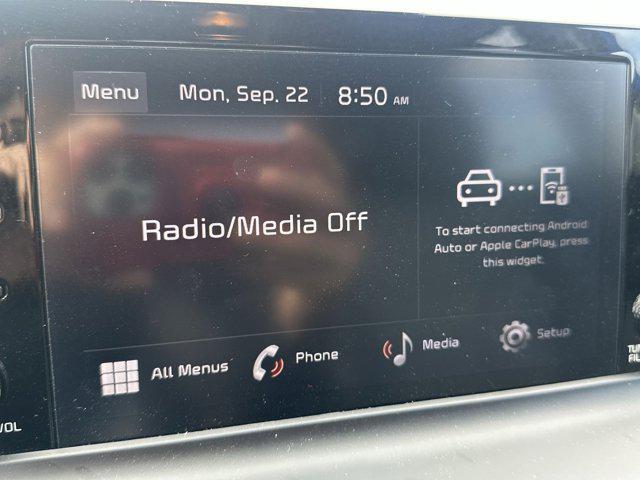 Menu
Mon, Sep. 22
8:50 AM
Radio/Media Off
To start connecting Android
Auto or Apple CarPlay, press
this widget.
All Menus
Phone
Media
Setup
VOL